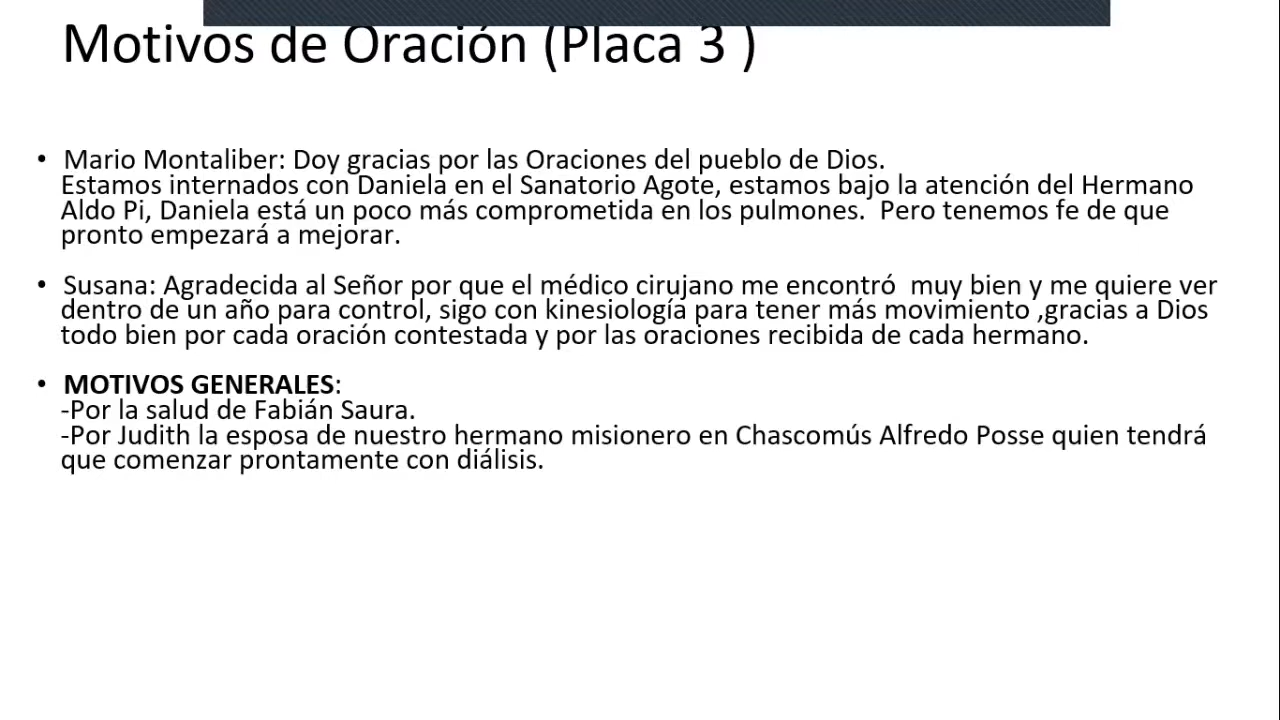 Motivos de Oración (Placa 3 )
• Mario Montaliber: Doy gracias por las Oraciones del pueblo de Dios.
Estamos internados con Daniela en el Sanatorio Agote, estamos bajo la atención del Hermano
Aldo Pi, Daniela está un poco más comprometida en los pulmones.  Pero tenemos fe de que
pronto empezará a mejorar.
• Susana: Agradecida al Señor por que el médico cirujano me encontró  muy bien y me quiere ver
dentro de un año para control, sigo con kinesiología para tener más movimiento ,gracias a Dios
todo bien por cada oración contestada y por las oraciones recibida de cada hermano.
• MOTIVOS GENERALES:
-Por la salud de Fabián Saura.
-Por Judith la esposa de nuestro hermano misionero en Chascomús Alfredo Posse quien tendrá
que comenzar prontamente con diálisis.